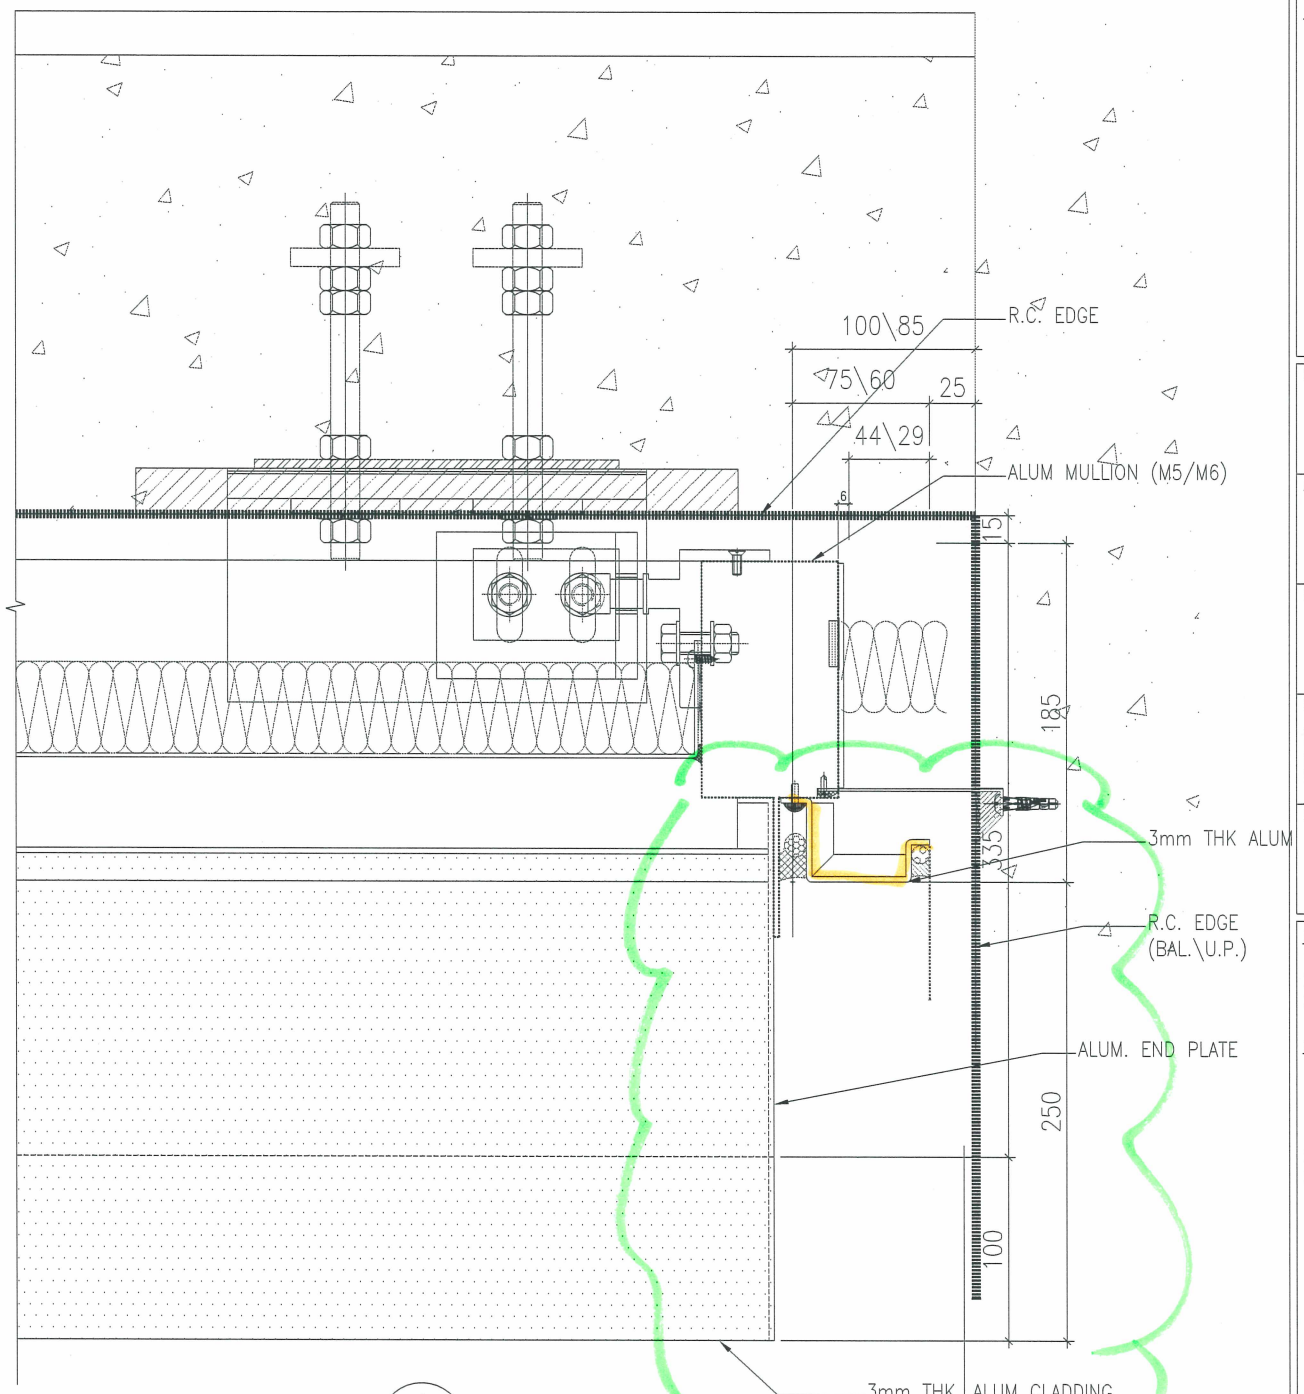 R.C. EDGE
100\85
75\60
25
44\29
ALUM MULLION (M5/M6)
6
15
185
335
3mm THK ALUM
R.C. EDGE
(BAL.\U.P.)
ALUM. END PLATE
250
100
3mm THK ALUM CLADDING